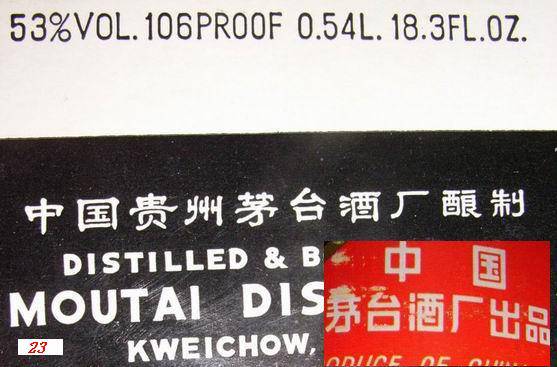 53%VOL. 106PROOF 0.54L. 18.3FL.OZ.
中国贵州茅台酒厂酿制
DISTILLED & B
MOUTAI DIS
KWEICHOW,
中国
茅台酒厂出品
OF
23